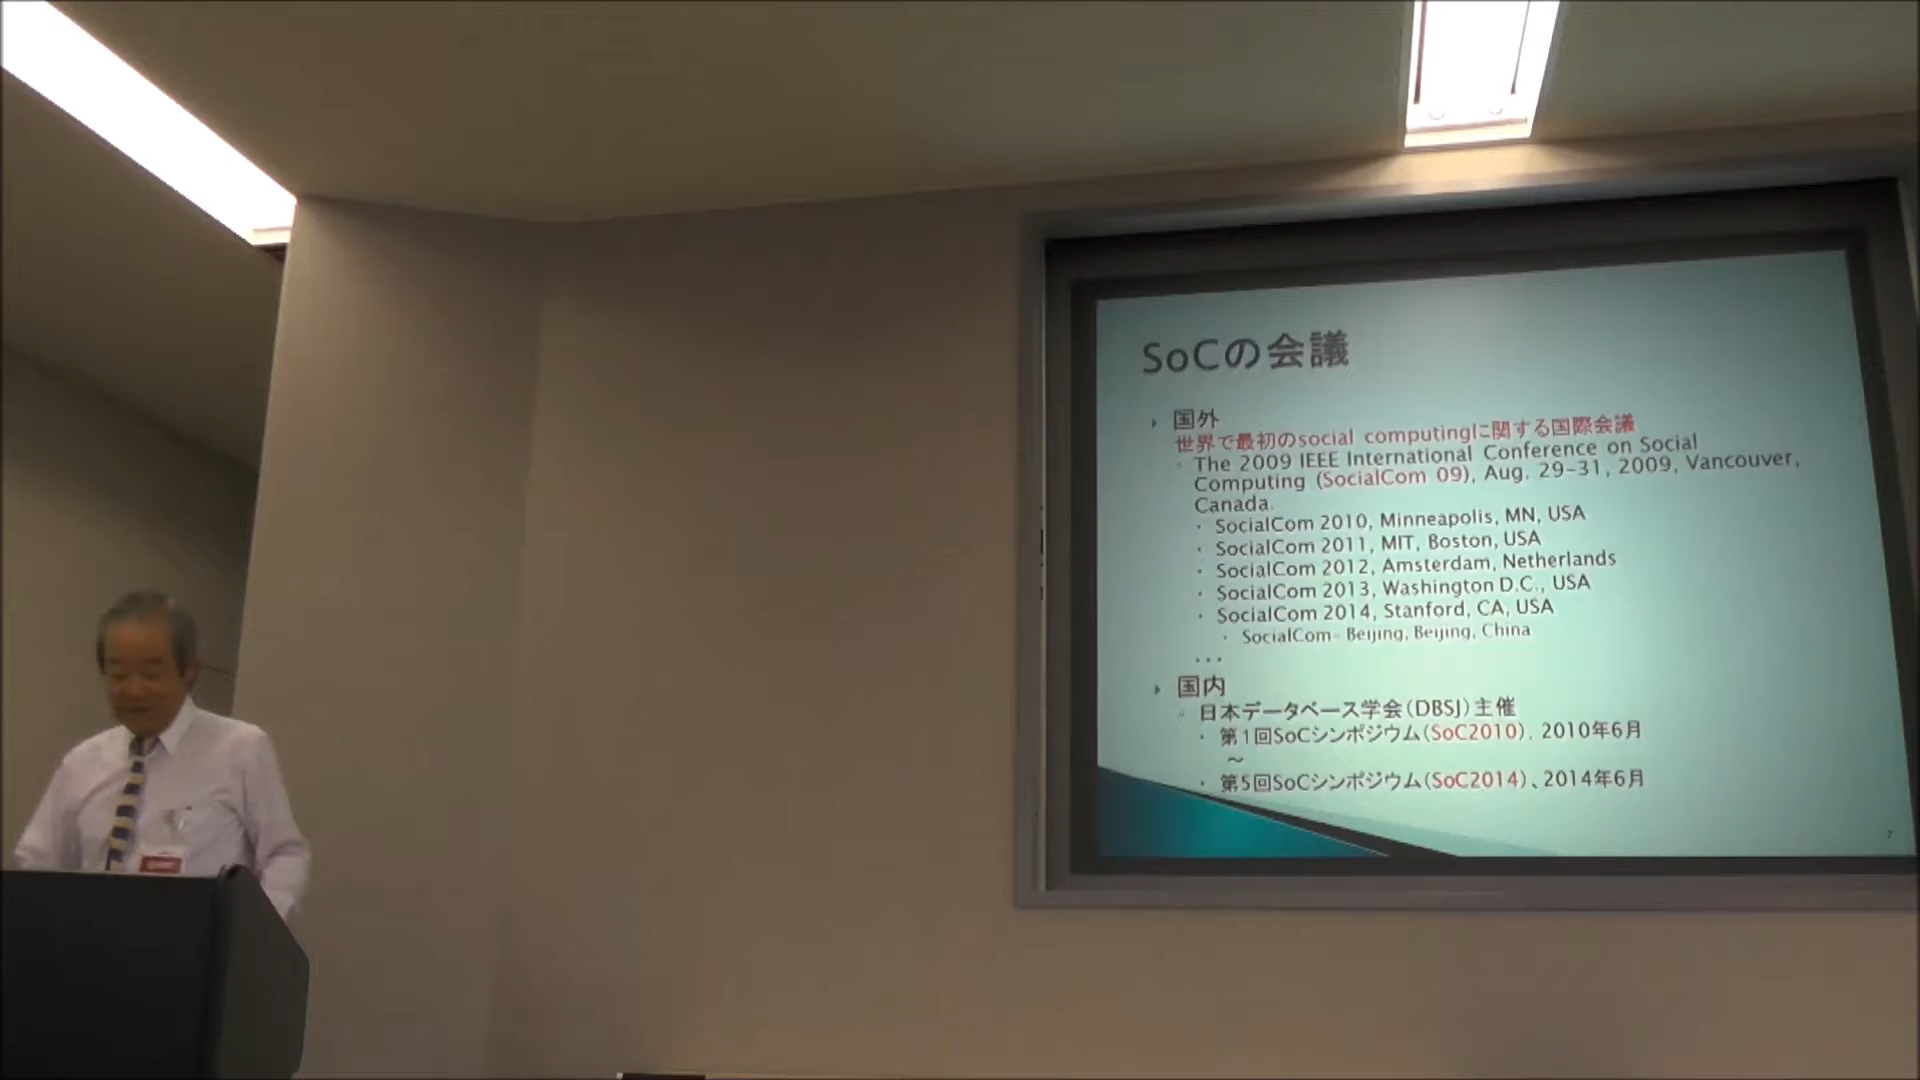 SoCの会議
国外
世界で最初のsocial computingに関する国際会議
The 2009 IEEE International Conference on Social
Computing (SocialCom 09), Aug. 29-31, 2009, Vancouver,
Canada.
・ SocialCom 2010, Minneapolis, MN, USA
・ SocialCom 2011, MIT, Boston, USA
・ SocialCom 2012, Amsterdam, Netherlands
・ SocialCom 2013, Washington D.C., USA
・ SocialCom 2014, Stanford, CA, USA
・ SocialCom- Beijing, Beijing, China
・・・
国内
日本データベース学会(DBSJ)主催
・ 第1回SoCシンポジウム(SoC2010). 2010年6月
～
・ 第5回SoCシンポジウム(SoC2014)、2014年6月